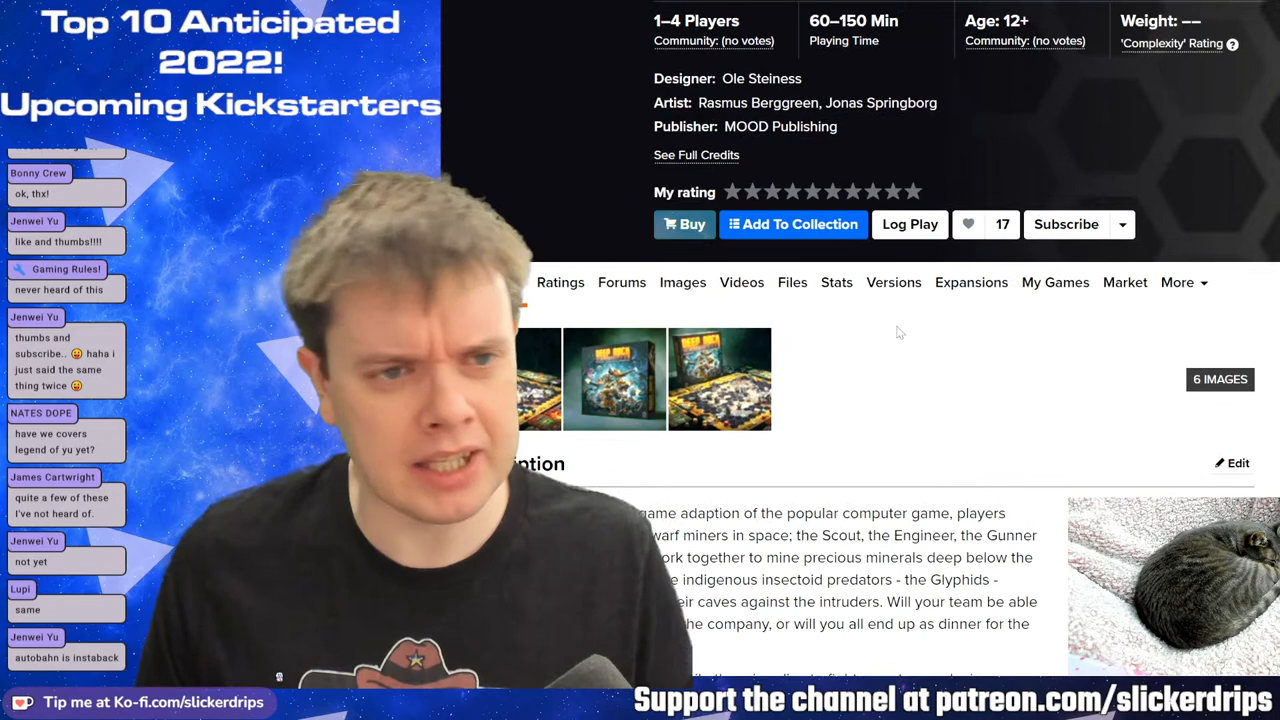 Top 10 Anticipated
2022!
Upcoming Kickstarters
Bonny Crew
ok, thx!
Jenwei Yu
like and thumbs!!!!
Gaming Rules!
never heard of this
Jenwei Yu
thumbs and
subscribe.. 😛 haha i
just said the same
thing twice 😛
NATES DOPE
have we covers
legend of yu yet?
James Cartwright
quite a few of these
I've not heard of.
Jenwei Yu
not yet
Lupi
same
Jenwei Yu
autobahn is instaback
Tip me at Ko-fi.com/slickerdrips
1–4 Players
Community: (no votes)
60–150 Min
Playing Time
Age: 12+
Community: (no votes)
Weight: --
'Complexity' Rating ?
Designer: Ole Steiness
Artist: Rasmus Berggreen, Jonas Springborg
Publisher: MOOD Publishing
See Full Credits
My rating
Buy
Add To Collection
Log Play
17
Subscribe
Ratings
Forums
Images
Videos
Files
Stats
Versions
Expansions
My Games
Market
More
DEEP ROCK
DEEP ROCK
6 IMAGES
ption
Edit
game adaption of the popular computer game, players
warf miners in space; the Scout, the Engineer, the Gunner
ork together to mine precious minerals deep below the
e indigenous insectoid predators - the Glyphids -
eir caves against the intruders. Will your team be able
he company, or will you all end up as dinner for the
Support the channel at patreon.com/slickerdrips